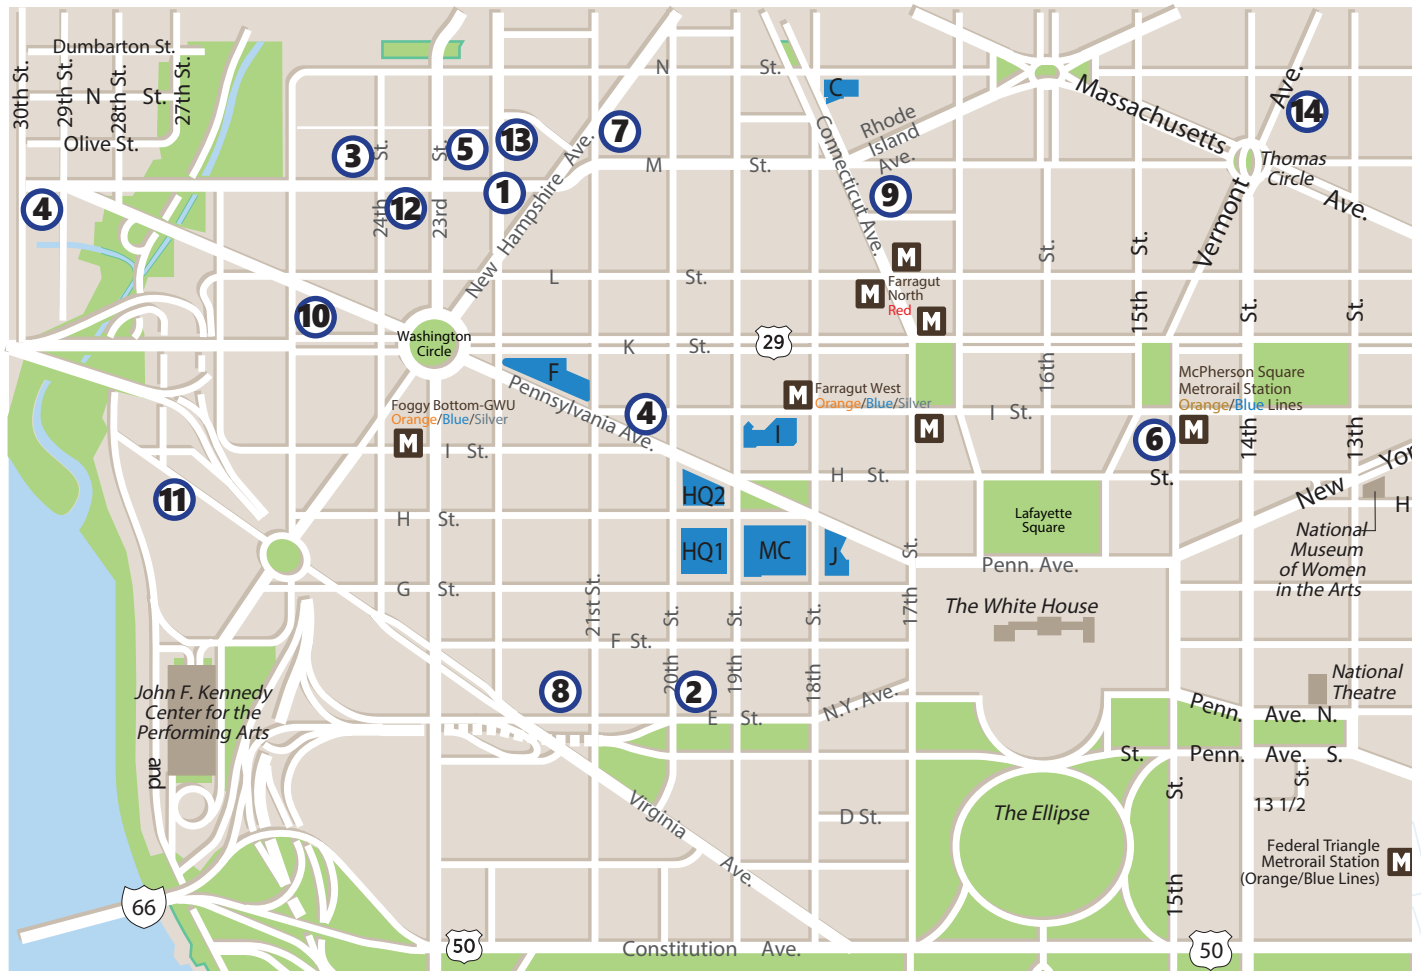 Dumbarton St.
30th St.
29th St.
28th St.
27th St.
N St.
Olive St.
N St.
C
Rhode
Island
Ave.
Massachusetts
Ave.
Ave.
14
Thomas
Circle
7
13
5
3
M St.
1
12
4
24th St.
23rd St.
New Hampshire Ave.
Connecticut Ave.
9
Vermont
M
Farragut
North
Red
M
M
L St.
10
Washington
Circle
K St.
29
15th St.
16th St.
14th St.
13th St.
F
Pennsylvania Ave.
4
M
Farragut West
Orange/Blue/Silver
M
I St.
McPherson Square
Metrorail Station
Orange/Blue Lines
M
6
Foggy Bottom-GWU
Orange/Blue/Silver
M
I St.
I
H St.
St.
New Yor
H
11
HQ2
H St.
HQ1
MC
J
Lafayette
Square
National
Museum
of Women
in the Arts
Penn. Ave.
G St.
21st St.
20th St.
19th St.
18th St.
17th St.
The White House
F St.
8
2
E St.
N.Y. Ave.
National
Theatre
Penn. Ave. N.
St. Penn. Ave. S.
John F. Kennedy
Center for the
Performing Arts
and
Virginia Ave.
D St.
The Ellipse
15th St.
13 1/2 St.
Federal Triangle
Metrorail Station
(Orange/Blue Lines)
M
66
50
Constitution Ave.
50